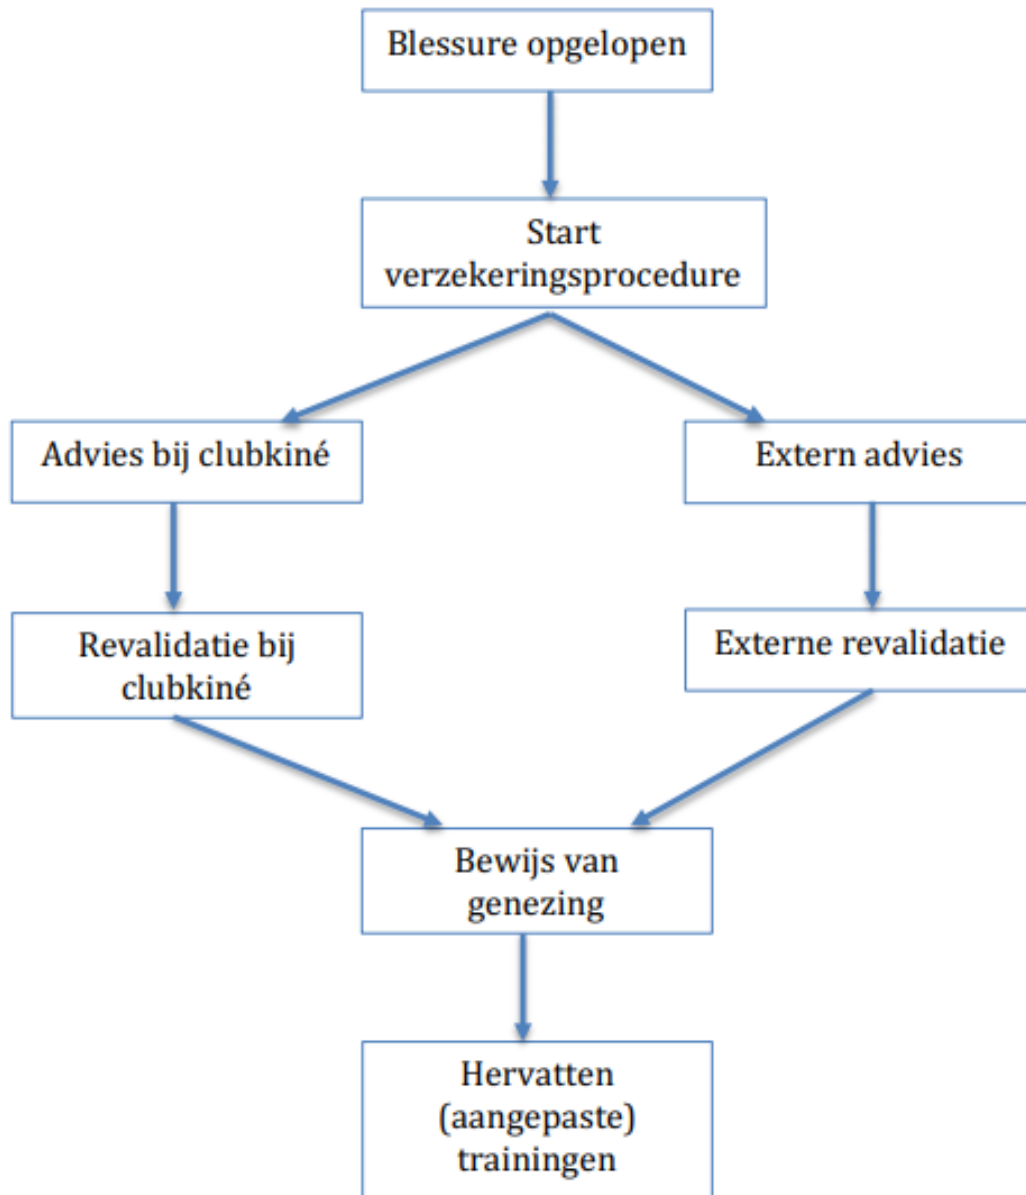 Blessure opgelopen
Start
verzekeringsprocedure
Advies bij clubkiné
Extern advies
Revalidatie bij
clubkiné
Externe revalidatie
Bewijs van
genezing
Hervatten
(aangepaste)
trainingen